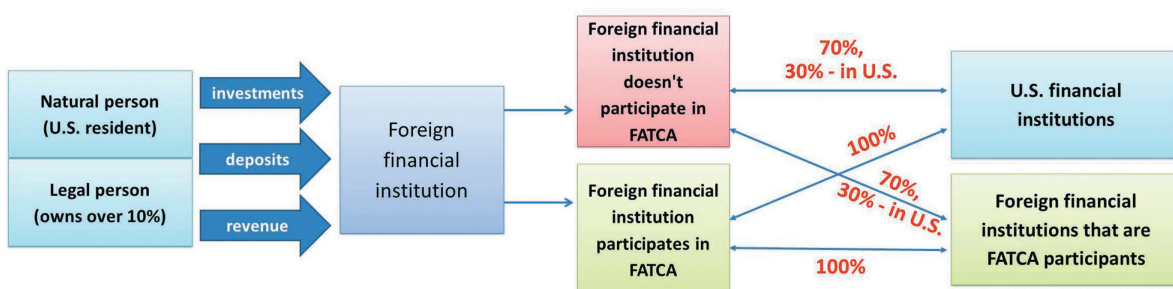 Natural person
(U.S. resident)
Legal person
(owns over 10%)
investments
deposits
revenue
Foreign
financial
institution
Foreign financial
institution
doesn't
participate in
FATCA
Foreign financial
institution
participates in
FATCA
70%,
30% - in U.S.
100%
70%,
30% - in U.S.
100%
U.S. financial
institutions
Foreign financial
institutions that are
FATCA participants